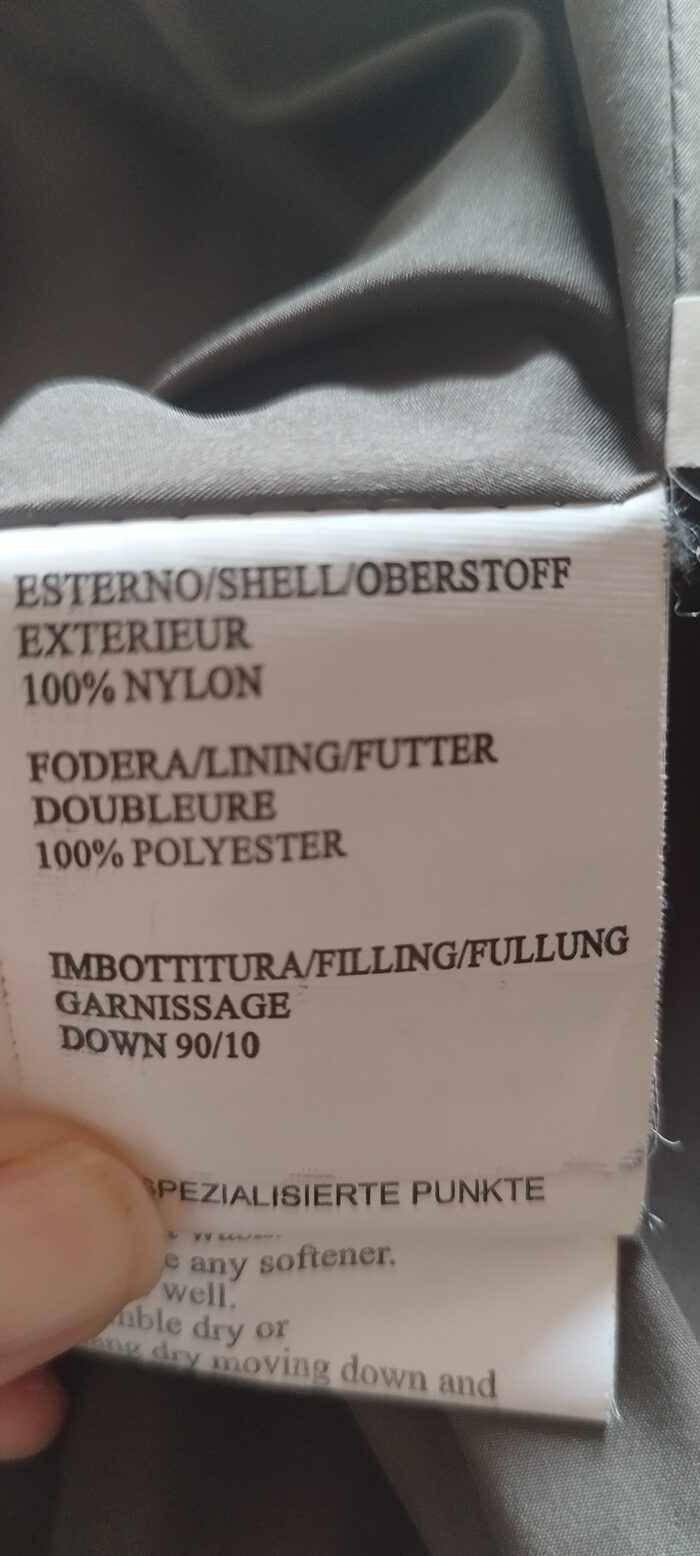 ESTERNO/SHELL/OBERSTOFF
EXTERIEUR
100% NYLON
FODERA/LINING/FUTTER
DOUBLEURE
100% POLYESTER
IMBOTTITURA/FILLING/FULLUNG
GARNISSAGE
DOWN 90/10
SPEZIALISIERTE PUNKTE
any softener.
well.
dry or
dry moving down and